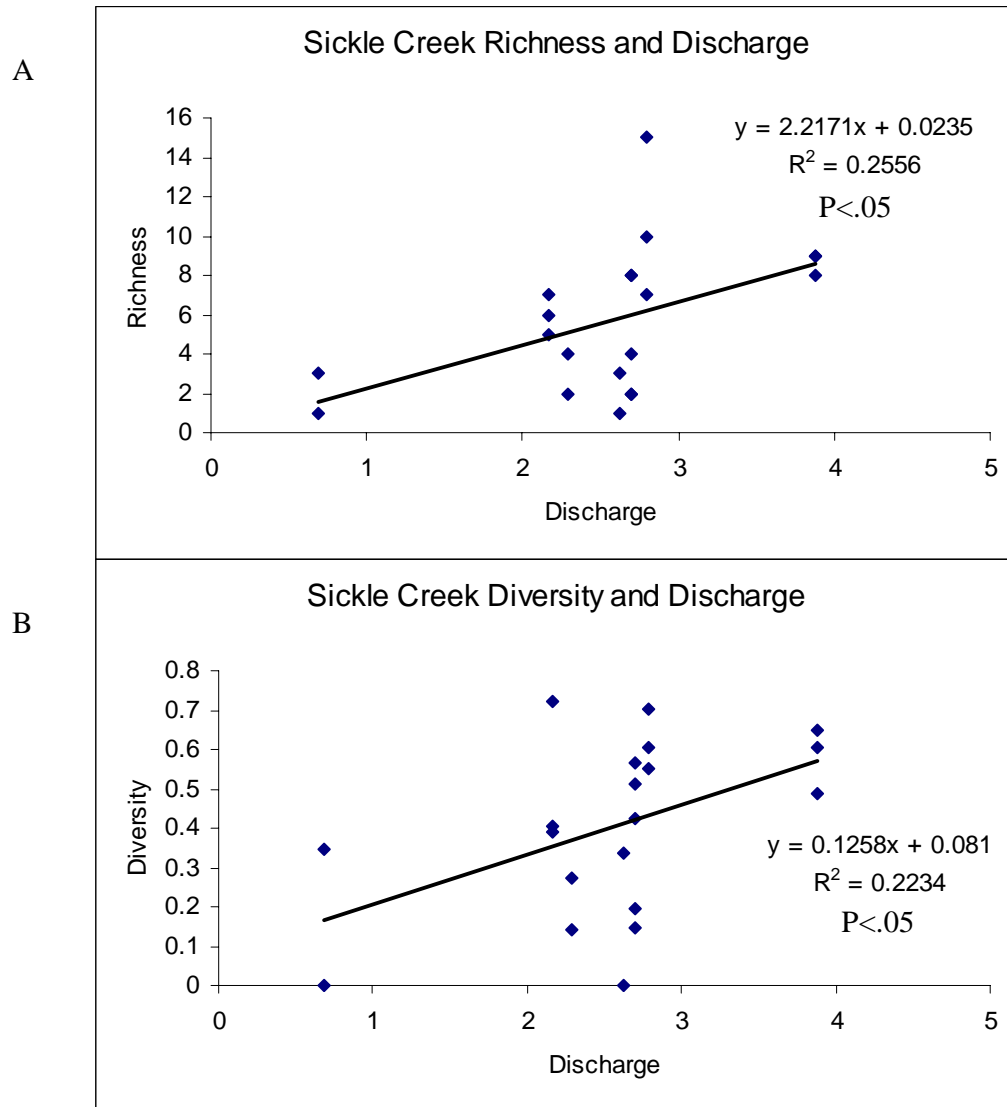 A
Sickle Creek Richness and Discharge
16
14
12
10
8
6
4
2
0
Richness
y = 2.2171x + 0.0235
R² = 0.2556
P<.05
0 1 2 3 4 5
Discharge
B
Sickle Creek Diversity and Discharge
0.8
0.7
0.6
0.5
0.4
0.3
0.2
0.1
0
Diversity
y = 0.1258x + 0.081
R² = 0.2234
P<.05
0 1 2 3 4 5
Discharge